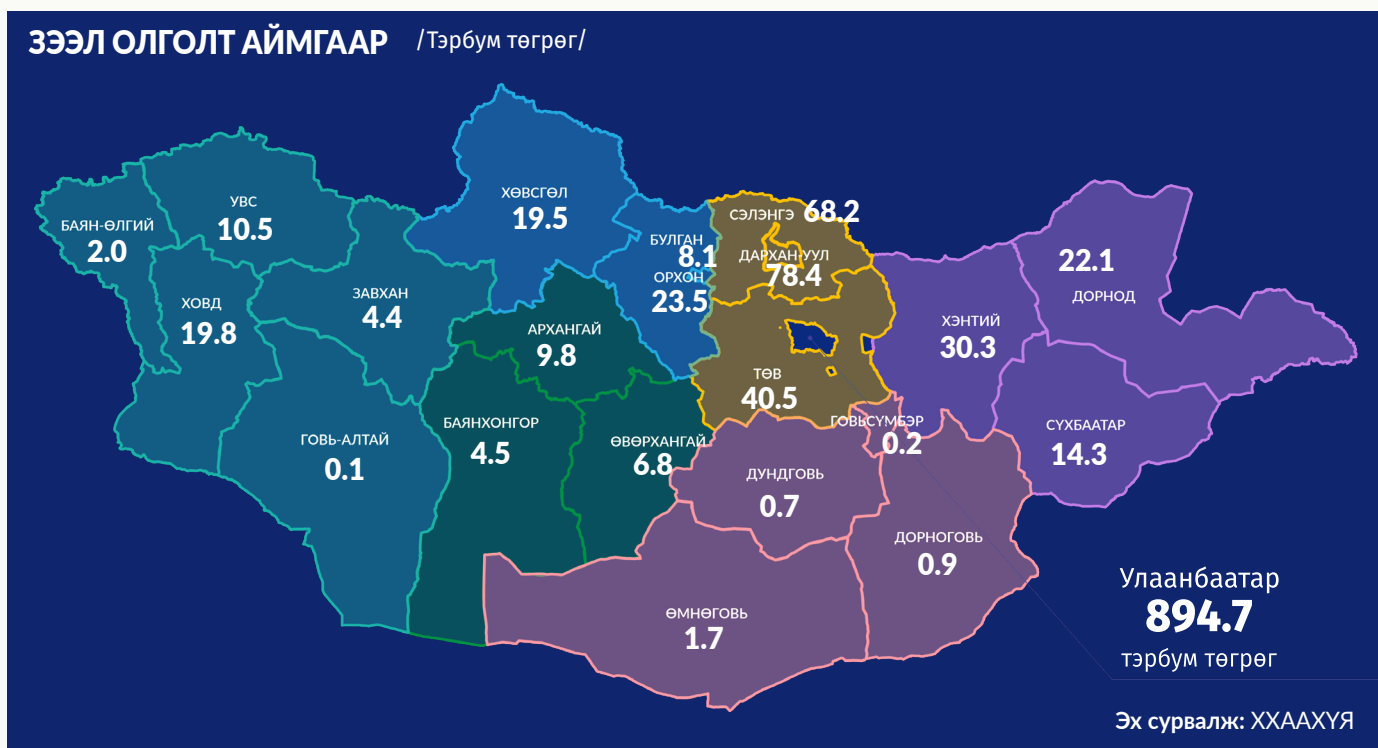 ЗЭЭЛ ОЛГОЛТ АЙМГААР /Тэрбум төгрөг/
ХӨВСГӨЛ
19.5
УВС
10.5
БАЯН-ӨЛГИЙ
2.0
СЭЛЭНГЭ 68.2
БУЛГАН
8.1
ДАРХАН-УУЛ
78.4
ОРХОН
23.5
22.1
ДОРНОД
ХОВД
19.8
ЗАВХАН
4.4
АРХАНГАЙ
9.8
ХЭНТИЙ
30.3
ТӨВ
40.5
БАЯНХОНГОР
4.5
ГОВЬСҮМБЭР
0.2
СҮХБААТАР
14.3
ГОВЬ-АЛТАЙ
0.1
ӨВӨРХАНГАЙ
6.8
ДУНДГОВЬ
0.7
ДОРНОГОВЬ
0.9
ӨМНӨГОВЬ
1.7
Улаанбаатар
894.7
тэрбум төгрөг
Эх сурвалж: ХХААХҮЯ